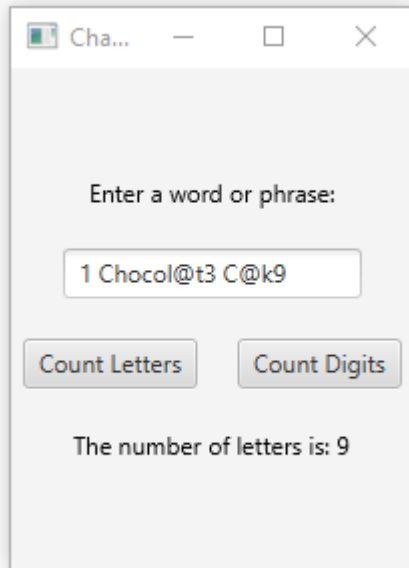 Cha...
Enter a word or phrase:
1 Chocol@t3 C@k9
Count Letters Count Digits
The number of letters is: 9